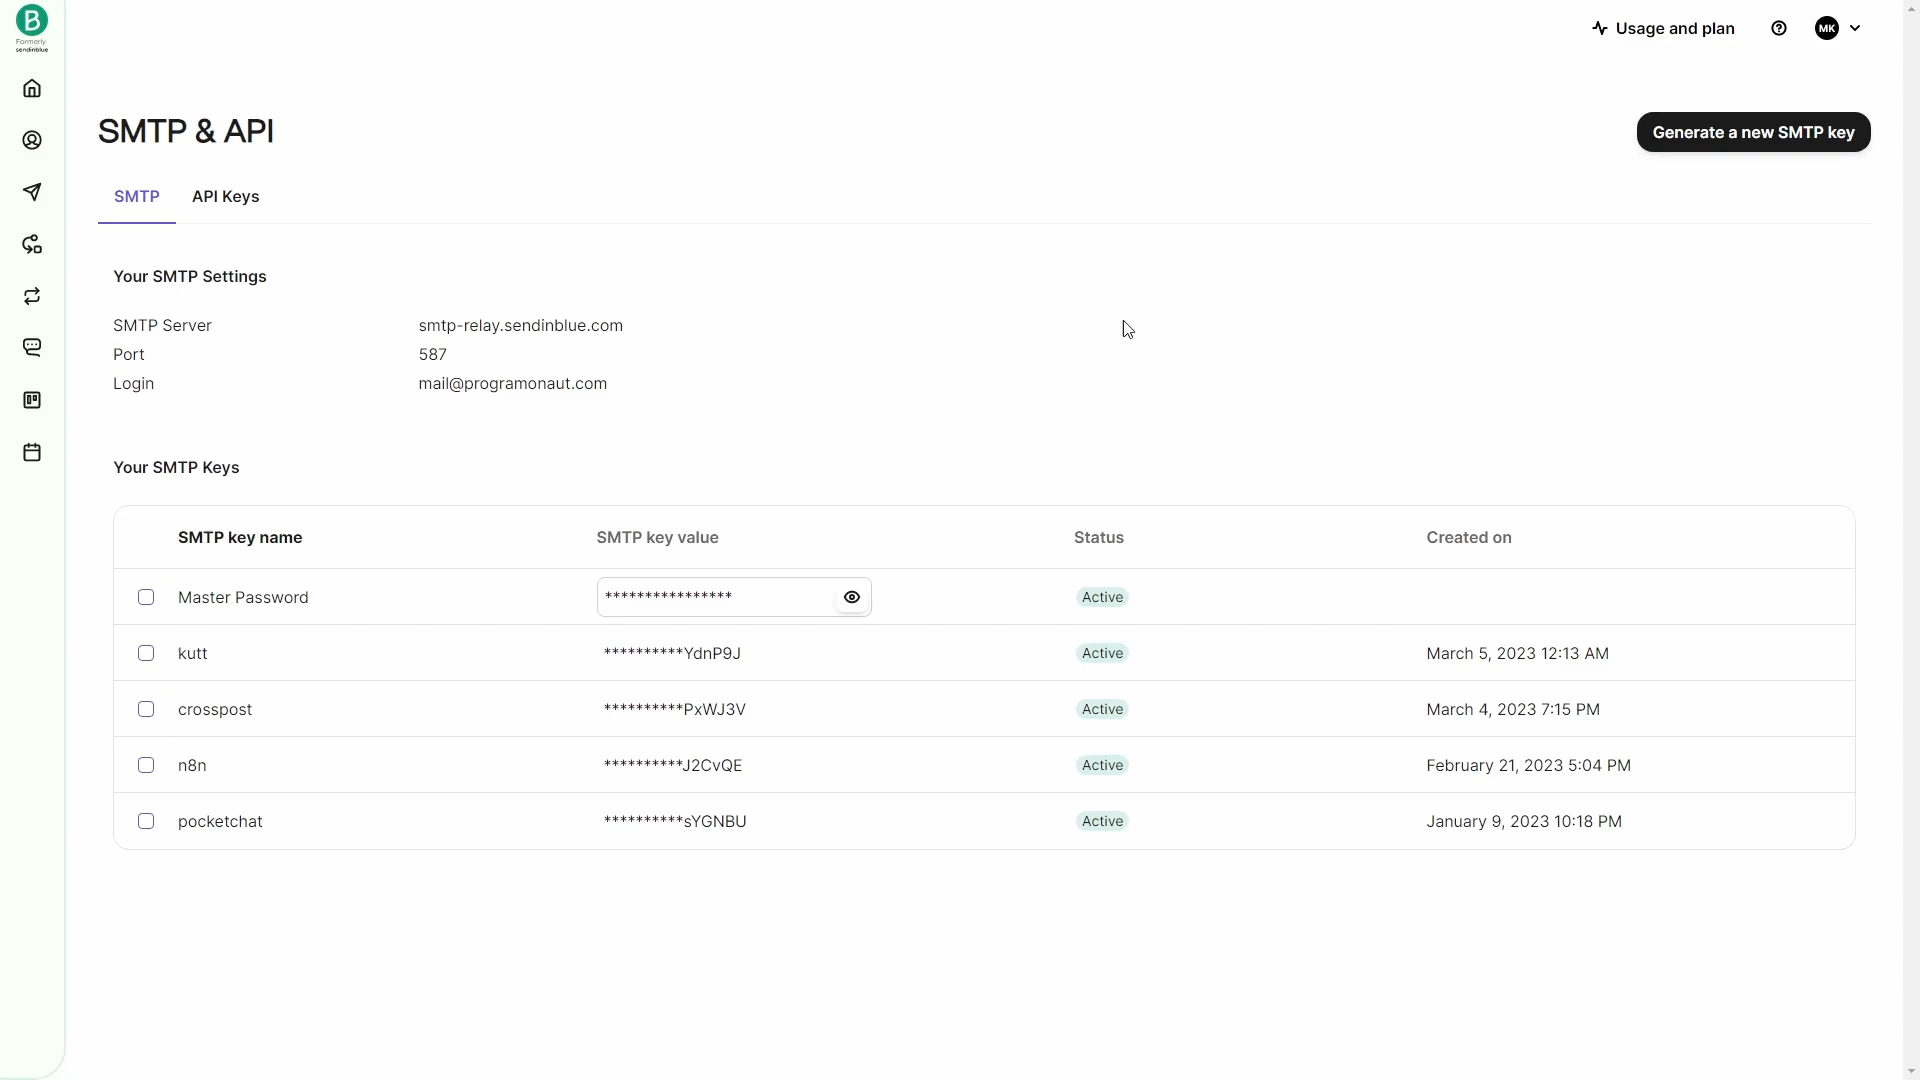 B
Formerly
sendinblue
Usage and plan
MK
SMTP & API
Generate a new SMTP key
SMTP
API Keys
Your SMTP Settings
SMTP Server smtp-relay.sendinblue.com
Port 587
Login mail@programonaut.com
Your SMTP Keys
SMTP key name SMTP key value Status Created on
Master Password **************** Active
kutt **********YdnP9J Active March 5, 2023 12:13 AM
crosspost **********PxWJ3V Active March 4, 2023 7:15 PM
n8n **********J2CvQE Active February 21, 2023 5:04 PM
pocketchat **********sYGNBU Active January 9, 2023 10:18 PM